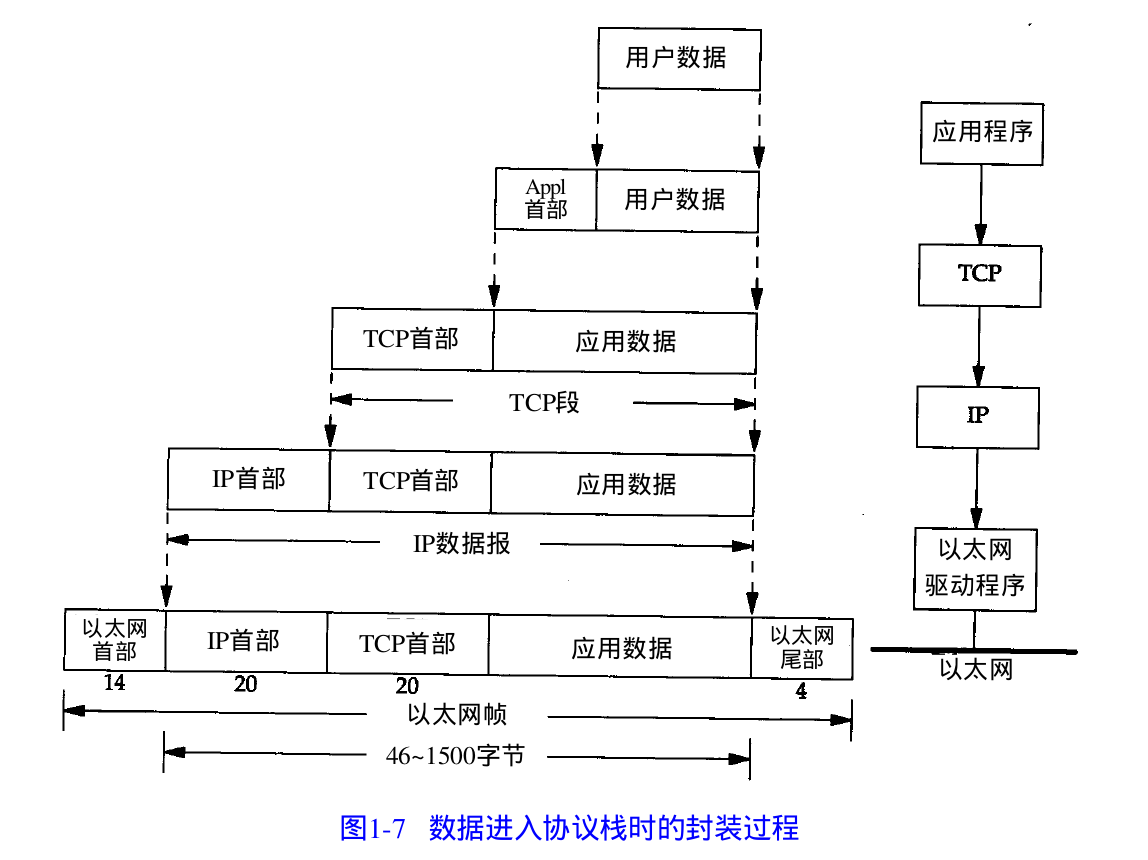 用户数据
应用程序
Appl
首部
用户数据
TCP
TCP首部
应用数据
TCP段
IP
IP首部
TCP首部
应用数据
IP数据报
以太网
驱动程序
以太网
首部
IP首部
TCP首部
应用数据
以太网
尾部
以太网
14
20
20
4
以太网帧
46~1500字节
图1-7 数据进入协议栈时的封装过程